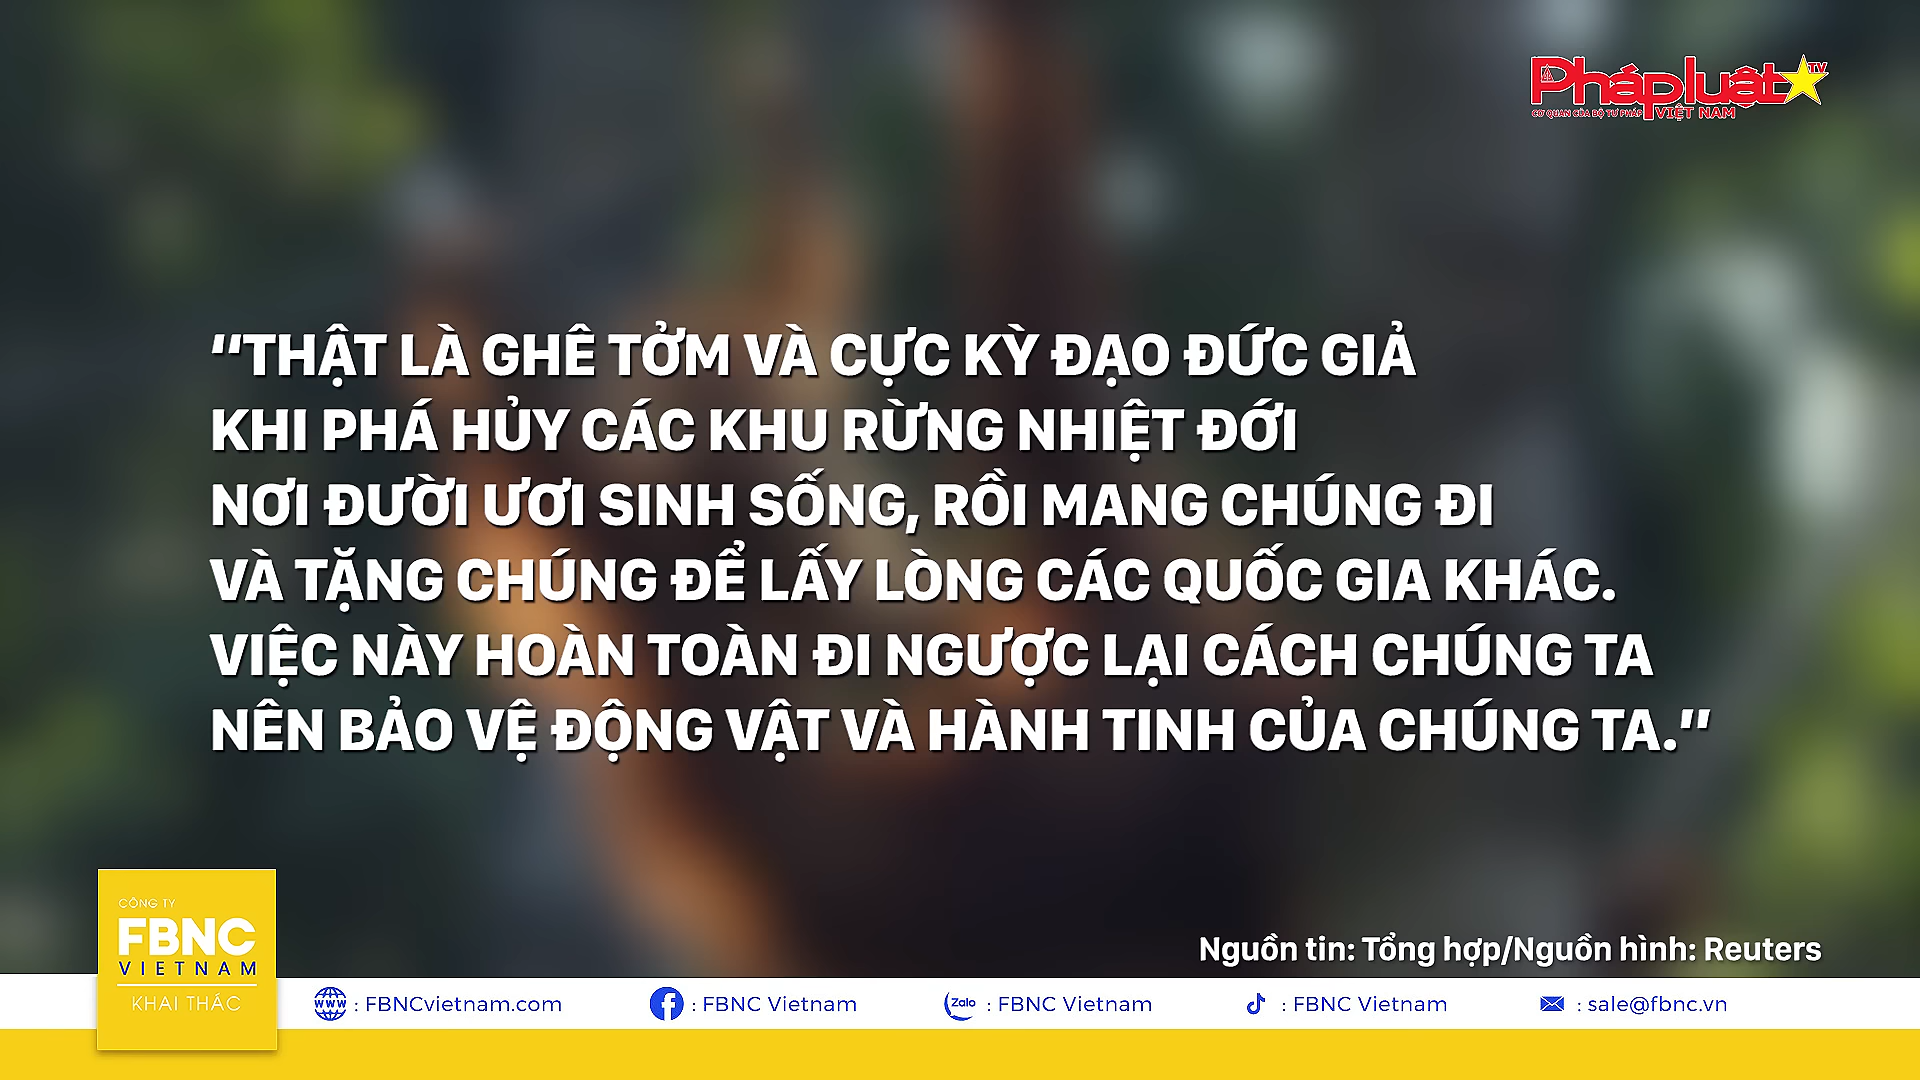 Phápluật TV
CƠ QUAN CỦA BỘ TƯ PHÁP VIỆT NAM
“THẬT LÀ GHÊ TỞM VÀ CỰC KỲ ĐẠO ĐỨC GIẢ
KHI PHÁ HỦY CÁC KHU RỪNG NHIỆT ĐỚI
NƠI ĐƯỜI ƯƠI SINH SỐNG, RỒI MANG CHÚNG ĐI
VÀ TẶNG CHÚNG ĐỂ LẤY LÒNG CÁC QUỐC GIA KHÁC.
VIỆC NÀY HOÀN TOÀN ĐI NGƯỢC LẠI CÁCH CHÚNG TA
NÊN BẢO VỆ ĐỘNG VẬT VÀ HÀNH TINH CỦA CHÚNG TA.”
Nguồn tin: Tổng hợp/Nguồn hình: Reuters
CÔNG TY
FBNC
VIETNAM
KHAI THÁC
www : FBNCvietnam.com
: FBNC Vietnam
Zalo : FBNC Vietnam
: FBNC Vietnam
: sale@fbnc.vn